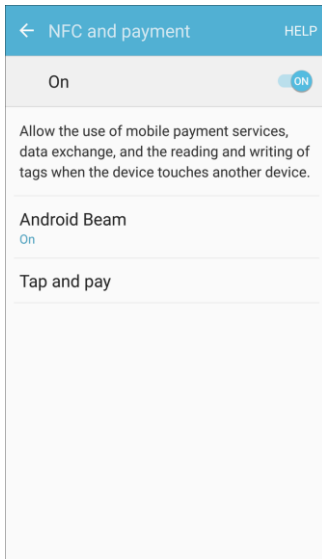 NFC and payment HELP
On ON
Allow the use of mobile payment services,
data exchange, and the reading and writing of
tags when the device touches another device.
Android Beam
On
Tap and pay